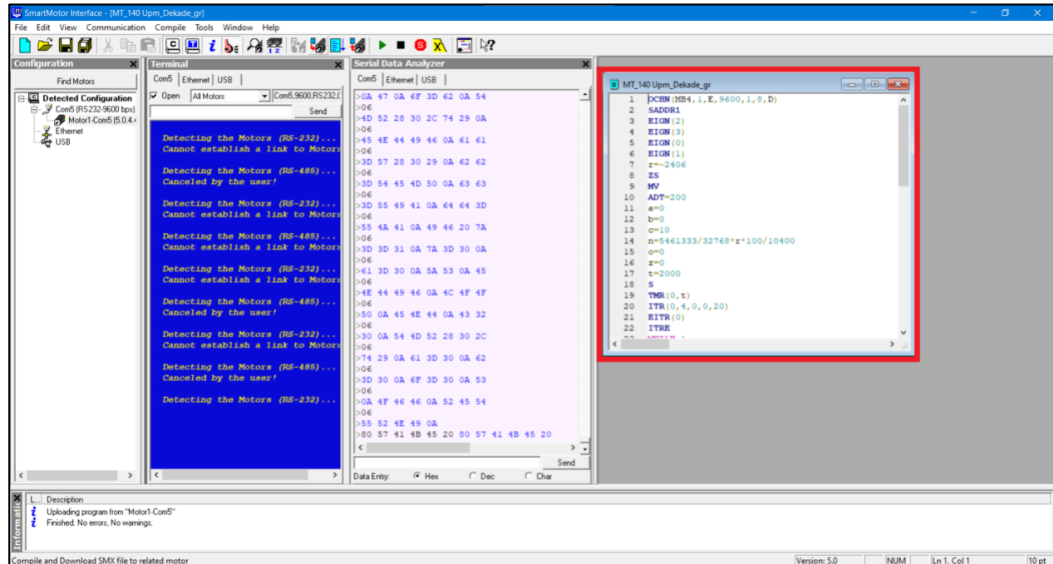 SmartMotor Interface - [MT_140 Upm_Dekade_gr]
File Edit View Communication Compile Tools Window Help
Configuration
Find Motors
Detected Configuration
Com5 (RS232-9600 bps)
Motor1-Com5 [5.0.4.
Ethernet
USB
Terminal
Com5 Ethernet USB
Open All Motors Com5,9600,RS232,(
Send
Detecting the Motors (RS-232)...
Cannot establish a link to Motors
Detecting the Motors (RS-485)...
Canceled by the user!
Detecting the Motors (RS-232)...
Cannot establish a link to Motors
Detecting the Motors (RS-485)...
Cannot establish a link to Motors
Detecting the Motors (RS-232)...
Cannot establish a link to Motors
Detecting the Motors (RS-485)...
Canceled by the user!
Detecting the Motors (RS-232)...
Cannot establish a link to Motors
Detecting the Motors (RS-485)...
Canceled by the user!
Detecting the Motors (RS-232)...
Serial Data Analyzer
Com5 Ethernet USB
>0A 47 0A 6F 3D 62 0A 54
>06
>4D 52 28 30 2C 74 29 0A
>06
>45 4E 44 49 46 0A 61 61
>06
>3D 57 28 30 29 0A 62 62
>06
>3D 54 45 4D 50 0A 63 63
>06
>3D 55 49 41 0A 64 64 3D
>06
>55 4A 41 0A 49 46 20 7A
>06
>3D 3D 31 0A 7A 3D 30 0A
>06
>61 3D 30 0A 5A 53 0A 45
>06
>4E 44 49 46 0A 4C 4F 4F
>06
>50 0A 45 4E 44 0A 43 32
>06
>30 0A 54 4D 52 28 30 2C
>06
>74 29 0A 61 3D 30 0A 62
>06
>3D 30 0A 6F 3D 30 0A 53
>06
>0A 4F 46 46 0A 52 45 54
>06
>55 52 4E 49 0A
>80 57 41 4B 45 20 80 57 41 4B 45 20
Send
Data Entry: Hex Dec Char
MT_140 Upm_Dekade_gr
1 OCHN(MB4,1,E,9600,1,8,D)
2 SADDR1
3 EIGN(2)
4 EIGN(3)
5 EIGN(0)
6 EIGN(1)
7 r=-2406
8 ZS
9 MV
10 ADT=200
11 a=0
12 b=0
13 c=10
14 n=5461333/32768*r*100/10400
15 o=0
16 z=0
17 t=2000
18 S
19 TMR(0,t)
20 ITR(0,4,0,0,20)
21 EITR(0)
22 ITRE
Information
L... Description
Uploading program from "Motor1-Com5"
Finished. No errors, No warnings.
Compile and Download SMX file to related motor
Version: 5.0 NUM Ln 1, Col 1 10 pt